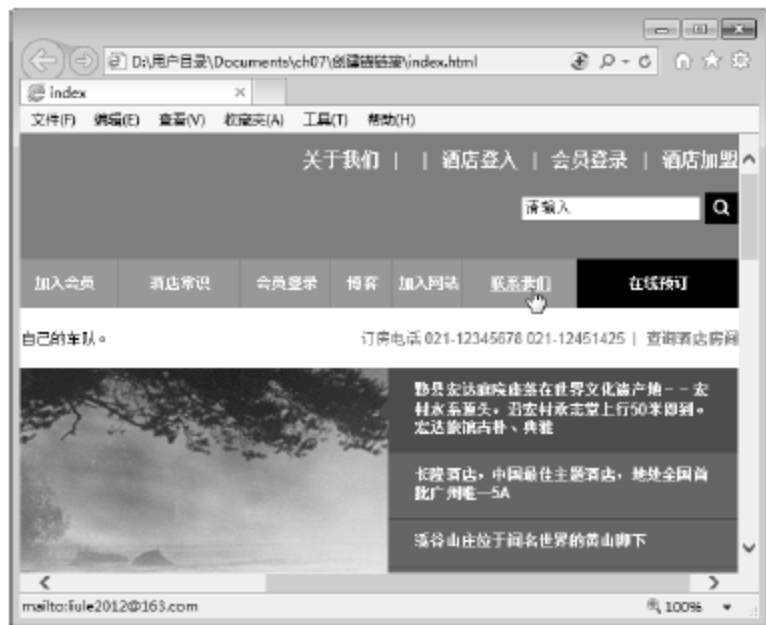 D:\用户目录\Documents\ch07\创建锚链接\index.html
index
文件(F) 编辑(E) 查看(V) 收藏夹(A) 工具(T) 帮助(H)
关于我们 | | 酒店登入 | 会员登录 | 酒店加盟
请输入
加入会员 酒店常识 会员登录 博客 加入网站 联系我们 在线预订
自己的车队。 订房电话 021-12345678 021-12451425 | 查询酒店房间
黟县宏达庭院座落在世界文化遗产地－－宏
村水系源头。沿宏村承志堂上行50米即到。
宏达旅馆古朴、典雅
长隆酒店，中国最佳主题酒店，地处全国首
批广州唯一5A
溪谷山庄位于闻名世界的黄山脚下
mailto:liule2012@163.com 100%